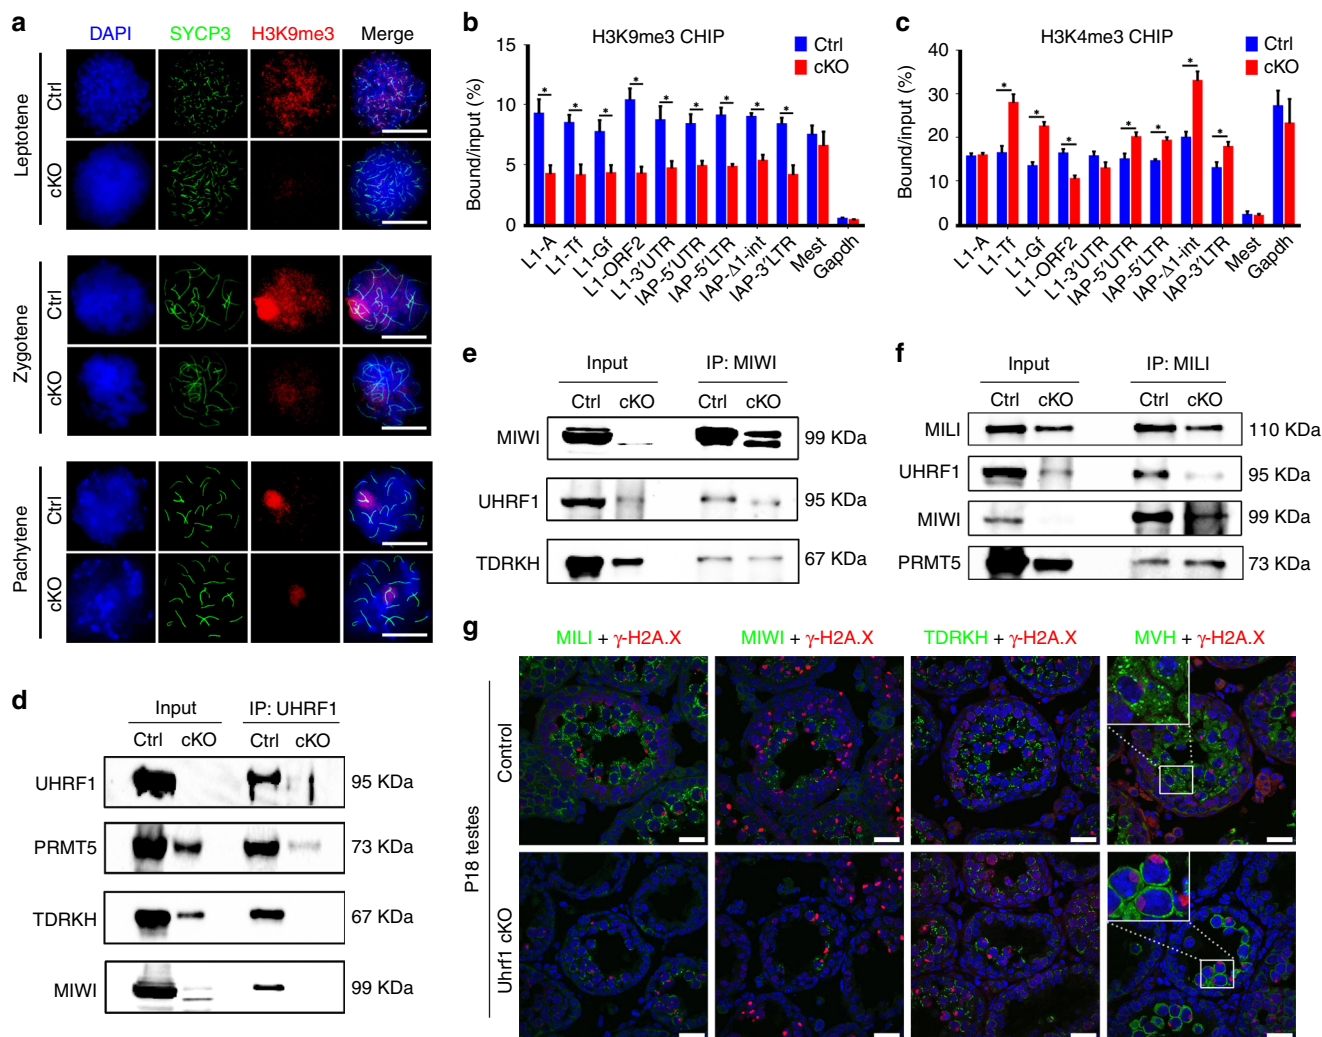 a
DAPI SYCP3 H3K9me3 Merge
Leptotene
Ctrl
cKO
Zygotene
Ctrl
cKO
Pachytene
Ctrl
cKO
b
H3K9me3 CHIP
Ctrl
cKO
Bound/input (%)
15
10
5
0
L1-A L1-Tf L1-Gf L1-ORF2 L1-3′UTR IAP-5′UTR IAP-5′LTR IAP-Δ1-int IAP-3′LTR Mest Gapdh
* * * * * * * * *
c
H3K4me3 CHIP
Ctrl
cKO
Bound/input (%)
40
30
20
10
0
L1-A L1-Tf L1-Gf L1-ORF2 L1-3′UTR IAP-5′UTR IAP-5′LTR IAP-Δ1-int IAP-3′LTR Mest Gapdh
* * * * * * *
d
Input IP: UHRF1
Ctrl cKO Ctrl cKO
UHRF1 95 KDa
PRMT5 73 KDa
TDRKH 67 KDa
MIWI 99 KDa
e
Input IP: MIWI
Ctrl cKO Ctrl cKO
MIWI 99 KDa
UHRF1 95 KDa
TDRKH 67 KDa
f
Input IP: MILI
Ctrl cKO Ctrl cKO
MILI 110 KDa
UHRF1 95 KDa
MIWI 99 KDa
PRMT5 73 KDa
g
MILI + γ-H2A.X MIWI + γ-H2A.X TDRKH + γ-H2A.X MVH + γ-H2A.X
P18 testes
Control
Uhrf1 cKO